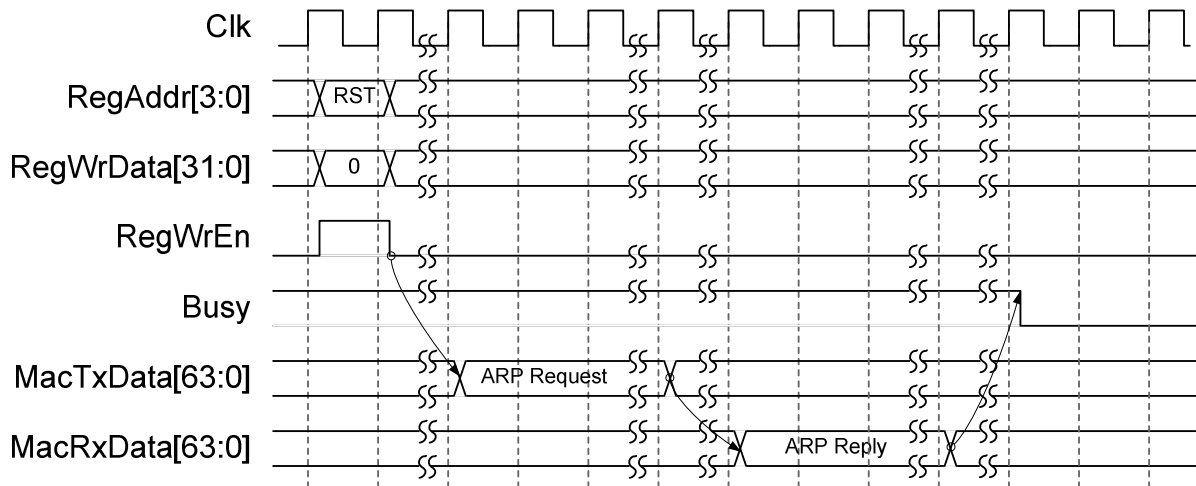 Clk
RegAddr[3:0]
RST
RegWrData[31:0]
0
RegWrEn
Busy
MacTxData[63:0]
ARP Request
MacRxData[63:0]
ARP Reply